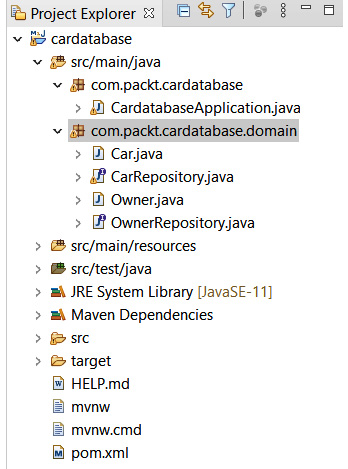 Project Explorer
cardatabase
src/main/java
com.packt.cardatabase
CardatabaseApplication.java
com.packt.cardatabase.domain
Car.java
CarRepository.java
Owner.java
OwnerRepository.java
src/main/resources
src/test/java
JRE System Library [JavaSE-11]
Maven Dependencies
src
target
HELP.md
mvnw
mvnw.cmd
pom.xml